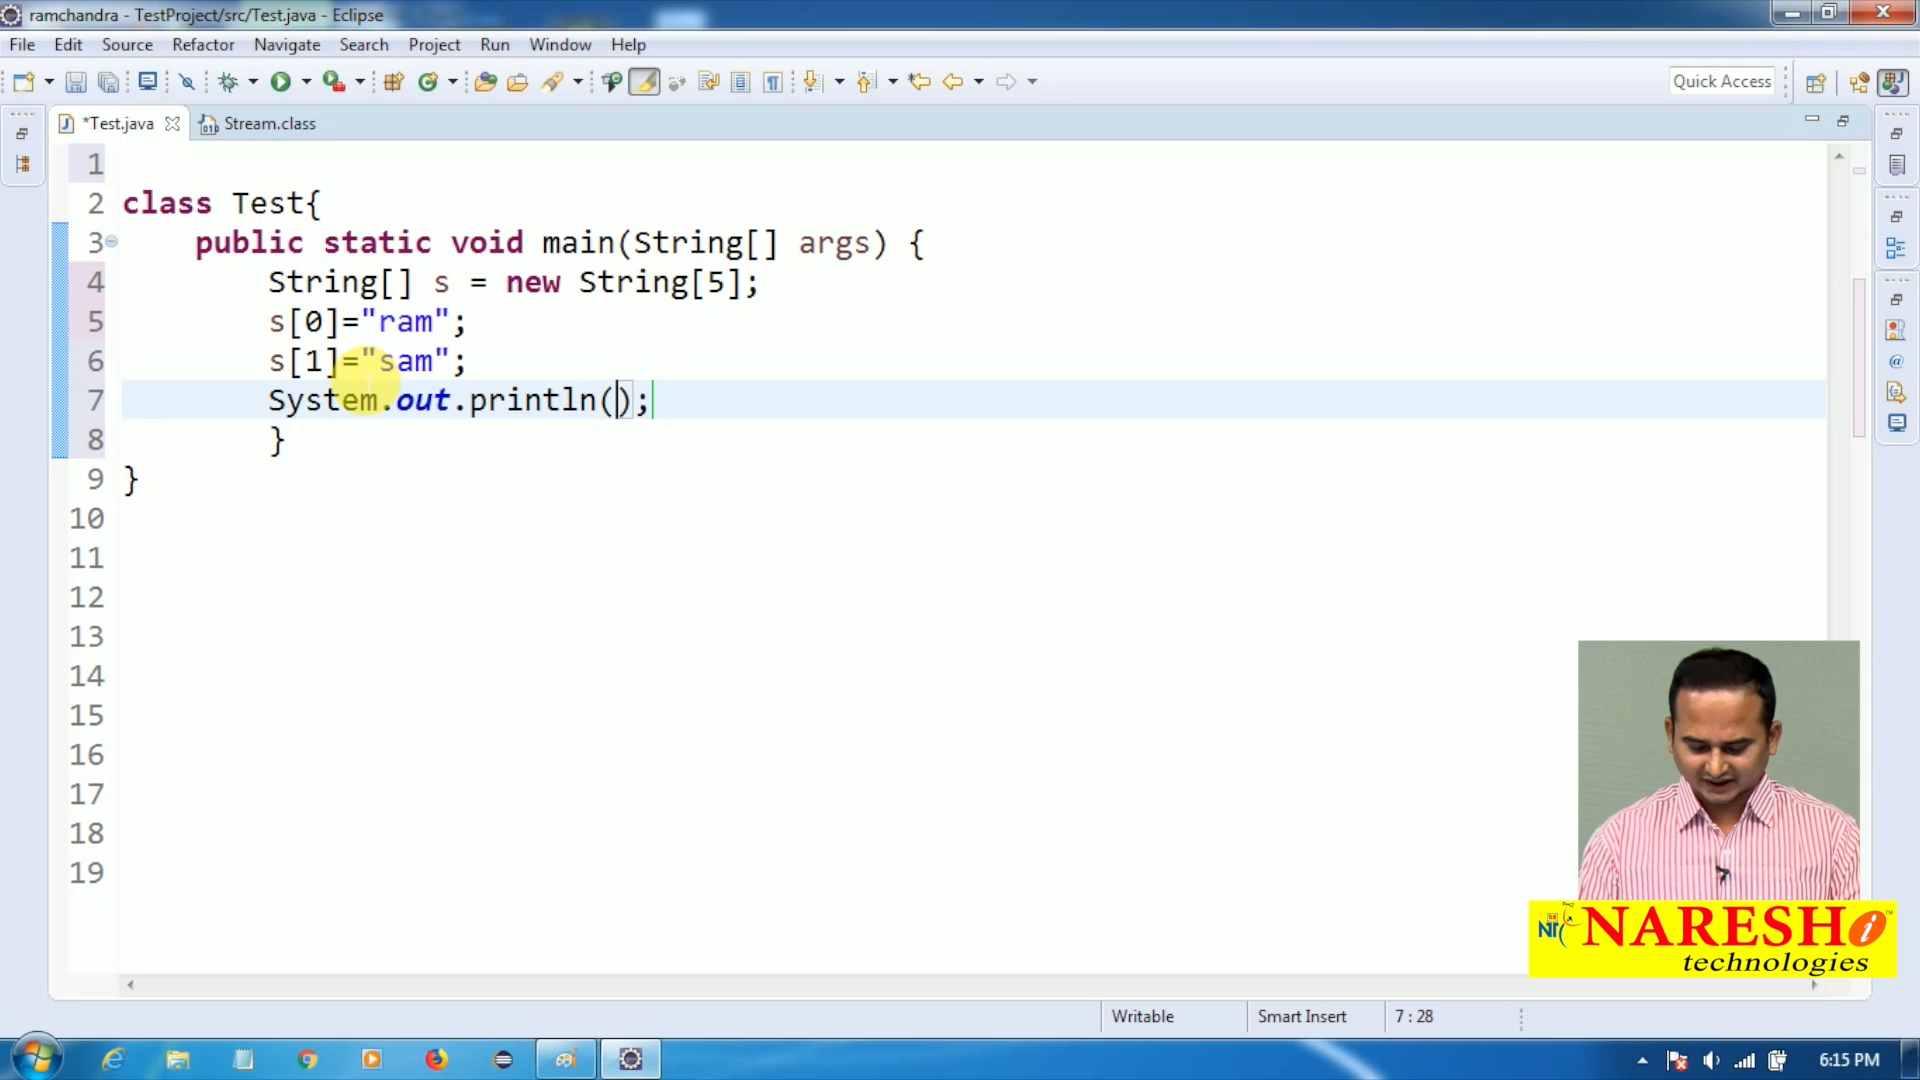 ramchandra - TestProject/src/Test.java - Eclipse
File Edit Source Refactor Navigate Search Project Run Window Help
Quick Access
*Test.java Stream.class
1
2 class Test{
3 public static void main(String[] args) {
4 String[] s = new String[5];
5 s[0]="ram";
6 s[1]="sam";
7 System.out.println();
8 }
9 }
10
11
12
13
14
15
16
17
18
19
NARESH i
technologies
Writable Smart Insert 7 : 28
6:15 PM